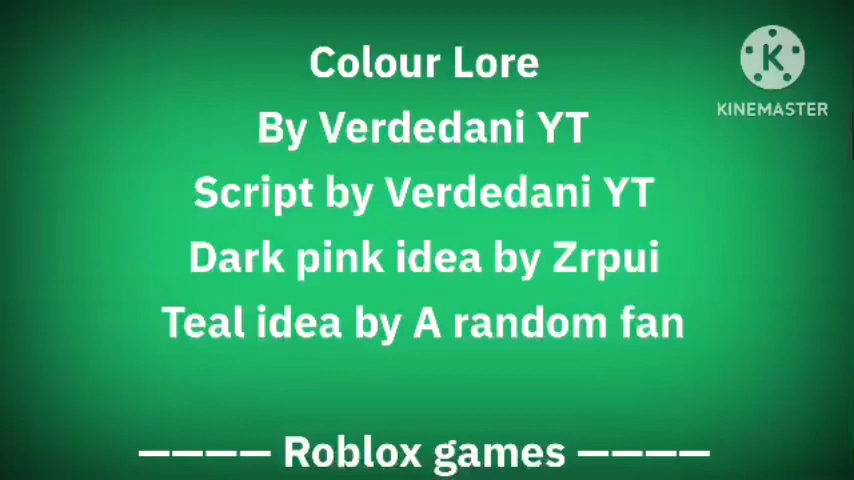 Colour Lore
K
KINEMASTER
By Verdedani YT
Script by Verdedani YT
Dark pink idea by Zrpui
Teal idea by A random fan
———— Roblox games ————